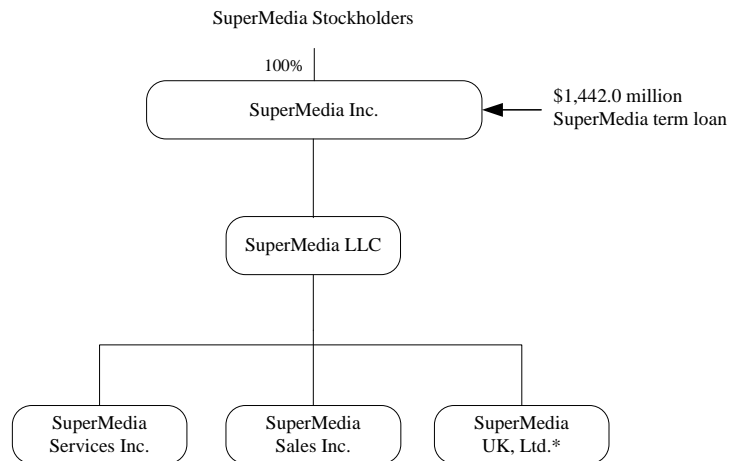 SuperMedia Stockholders
100%
SuperMedia Inc.
$1,442.0 million
SuperMedia term loan
SuperMedia LLC
SuperMedia
Services Inc.
SuperMedia
Sales Inc.
SuperMedia
UK, Ltd.*